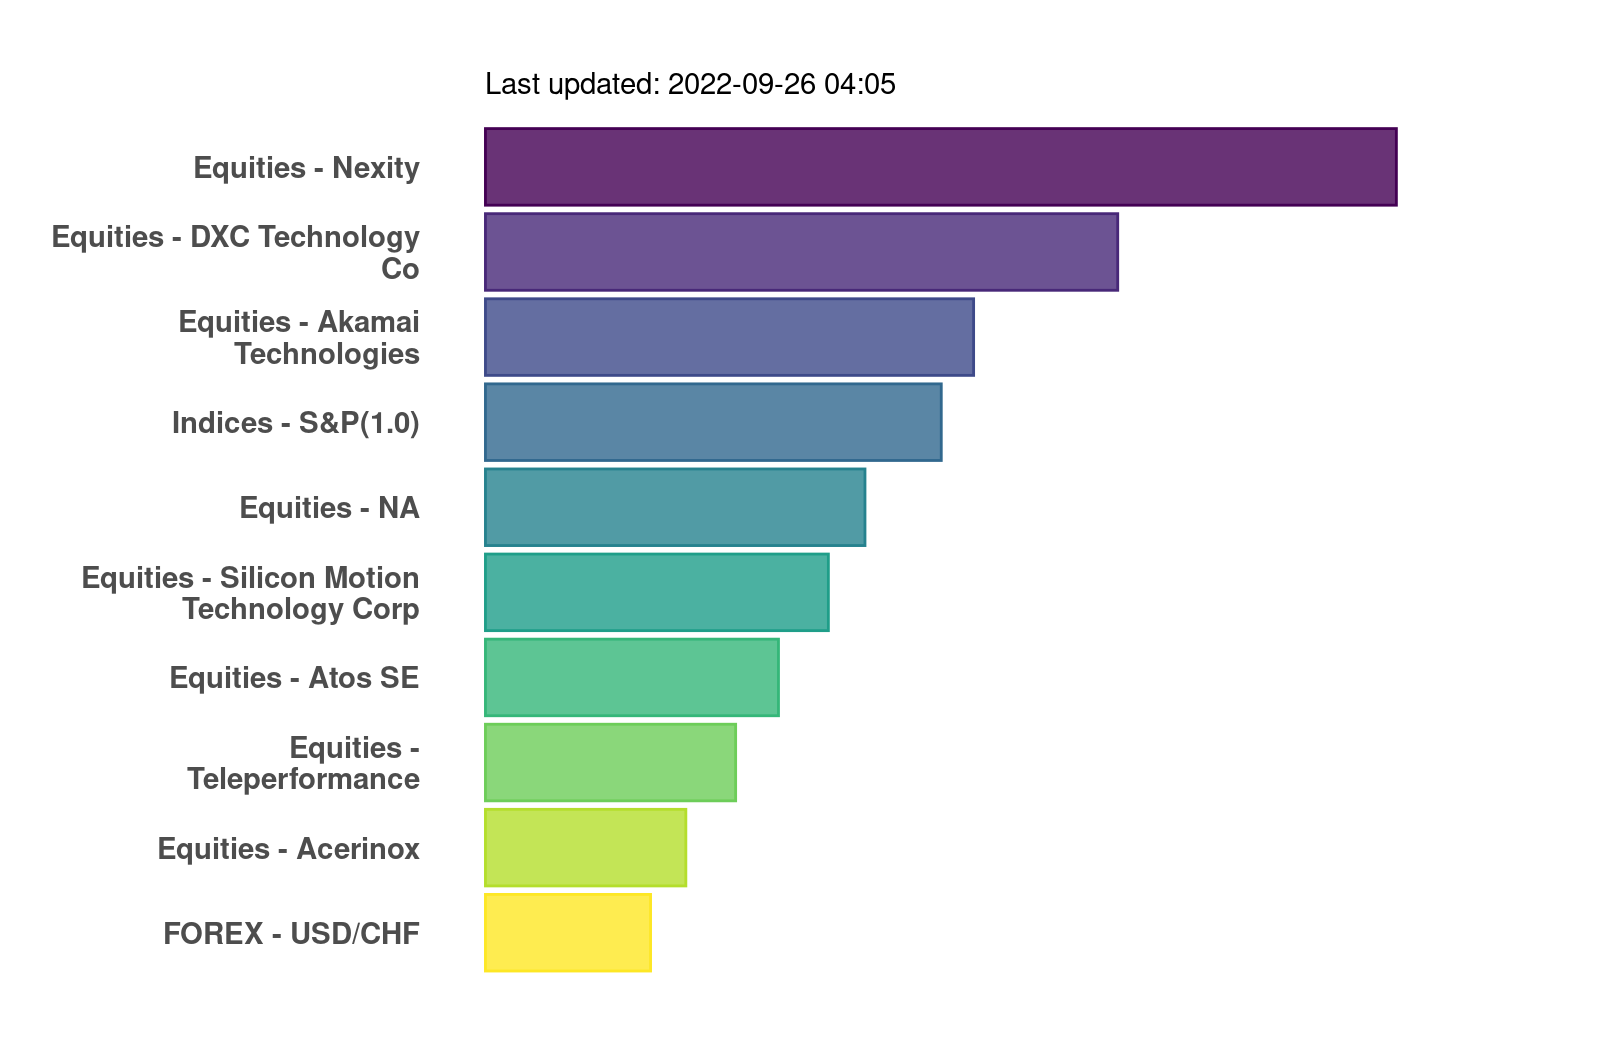 Last updated: 2022-09-26 04:05
Equities - Nexity
Equities - DXC Technology
Co
Equities - Akamai
Technologies
Indices - S&P(1.0)
Equities - NA
Equities - Silicon Motion
Technology Corp
Equities - Atos SE
Equities -
Teleperformance
Equities - Acerinox
FOREX - USD/CHF